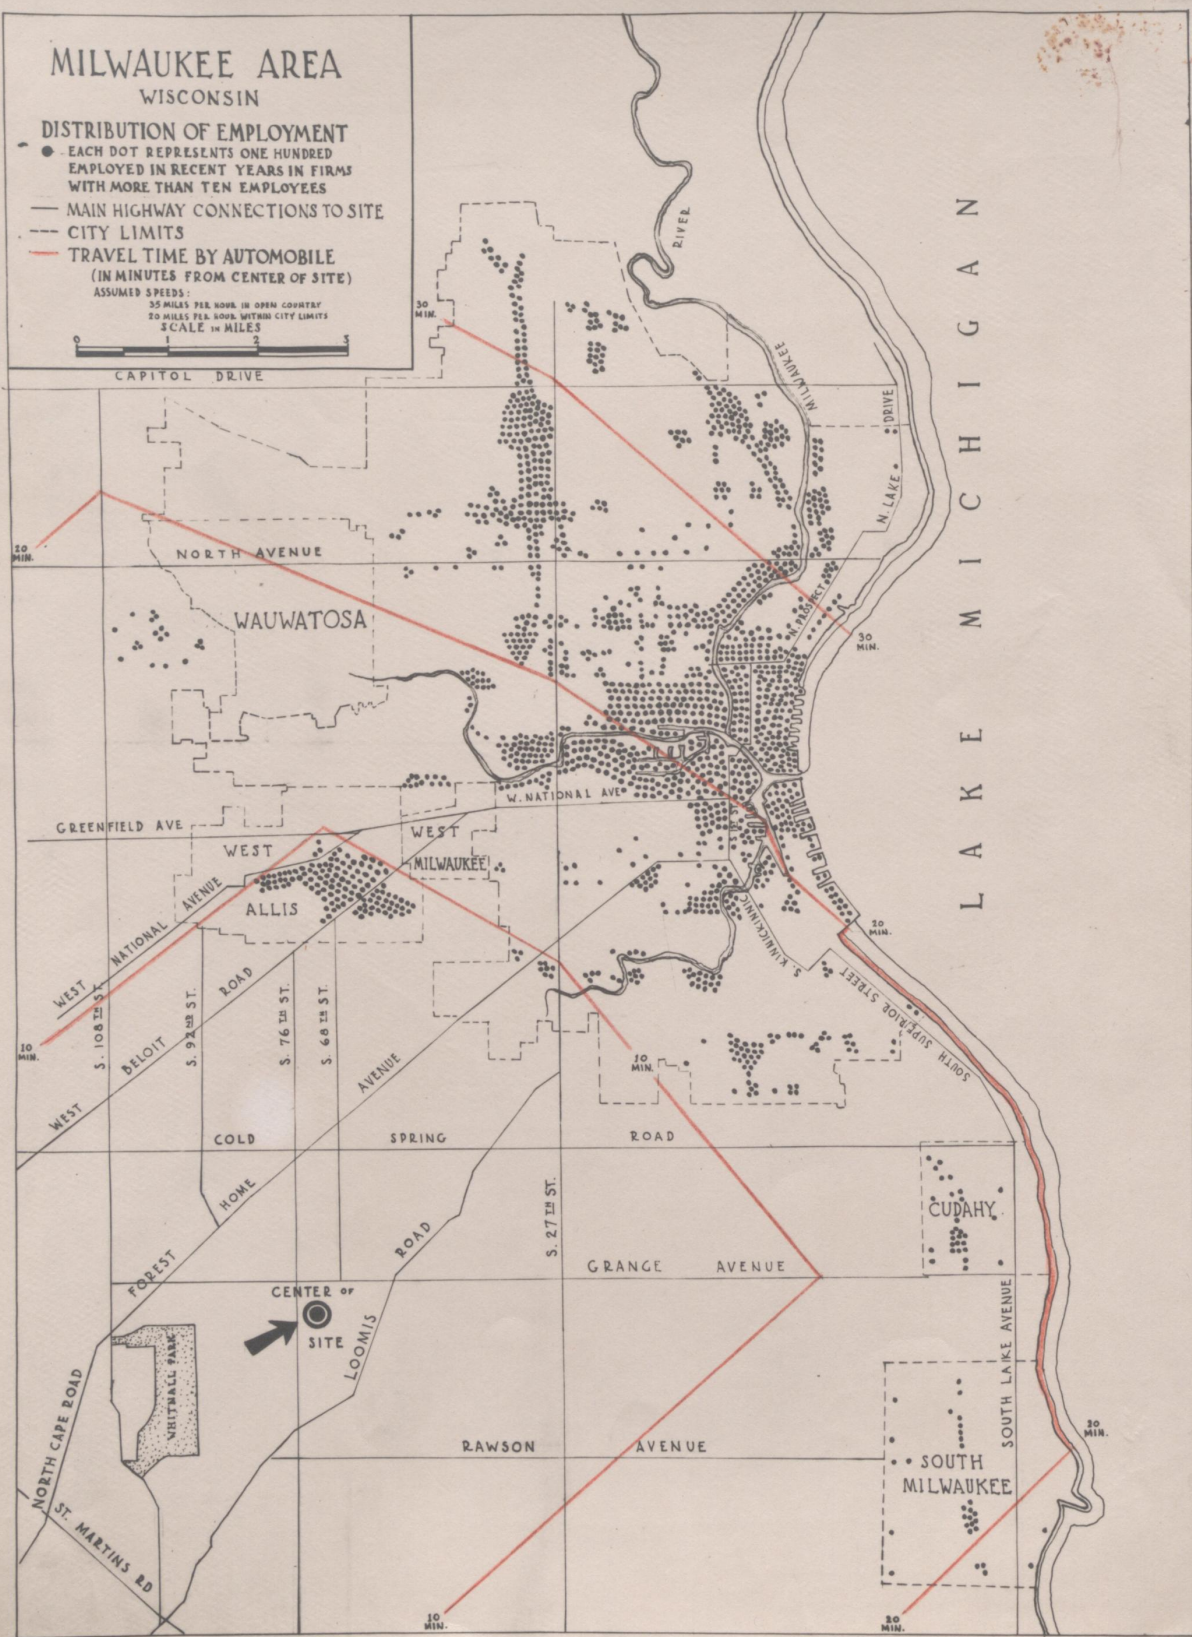 MILWAUKEE AREA
WISCONSIN
DISTRIBUTION OF EMPLOYMENT
EACH DOT REPRESENTS ONE HUNDRED
EMPLOYED IN RECENT YEARS IN FIRMS
WITH MORE THAN TEN EMPLOYEES
MAIN HIGHWAY CONNECTIONS TO SITE
CITY LIMITS
TRAVEL TIME BY AUTOMOBILE
(IN MINUTES FROM CENTER OF SITE)
ASSUMED SPEEDS:
35 MILES PER HOUR IN OPEN COUNTRY
20 MILES PER HOUR WITHIN CITY LIMITS
SCALE IN MILES
0 1 2 3
CAPITOL DRIVE
30
MIN.
RIVER
MILWAUKEE
LAKE MICHIGAN
N. LAKE DRIVE
20
MIN.
NORTH AVENUE
WAUWATOSA
N. PROSPECT
30
MIN.
W. NATIONAL AVE
GREENFIELD AVE
WEST
ALLIS
WEST
MILWAUKEE
WEST NATIONAL AVENUE
S. KINNICKINNIC
20
MIN.
SOUTH SUPERIOR STREET
10
MIN.
S. 108TH ST.
S. 92ND ST.
S. 76TH ST.
S. 68TH ST.
WEST BELOIT ROAD
10
MIN.
COLD SPRING ROAD
FOREST HOME AVENUE
S. 27TH ST.
CUDAHY
LOOMIS ROAD
GRANGE AVENUE
CENTER OF
SITE
WHITNALL PARK
SOUTH LAKE AVENUE
NORTH CAPE ROAD
RAWSON AVENUE
20
MIN.
SOUTH
MILWAUKEE
ST. MARTINS RD
10
MIN.
20
MIN.